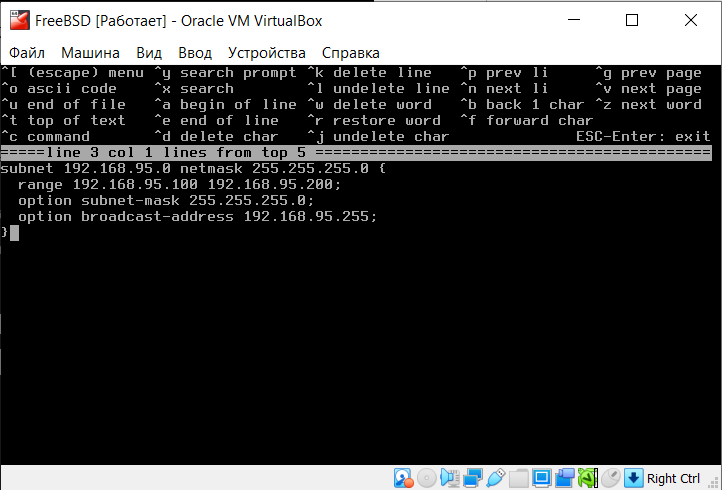 FreeBSD [Работает] - Oracle VM VirtualBox
Файл Машина Вид Ввод Устройства Справка
^[ (escape) menu ^y search prompt ^k delete line ^p prev li ^g prev page
^o ascii code ^x search ^l undelete line ^n next li ^v next page
^u end of file ^a begin of line ^w delete word ^b back 1 char ^z next word
^t top of text ^e end of line ^r restore word ^f forward char
^c command ^d delete char ^j undelete char ESC-Enter: exit
=====line 3 col 1 lines from top 5 ============================================
subnet 192.168.95.0 netmask 255.255.255.0 {
range 192.168.95.100 192.168.95.200;
option subnet-mask 255.255.255.0;
option broadcast-address 192.168.95.255;
}
Right Ctrl